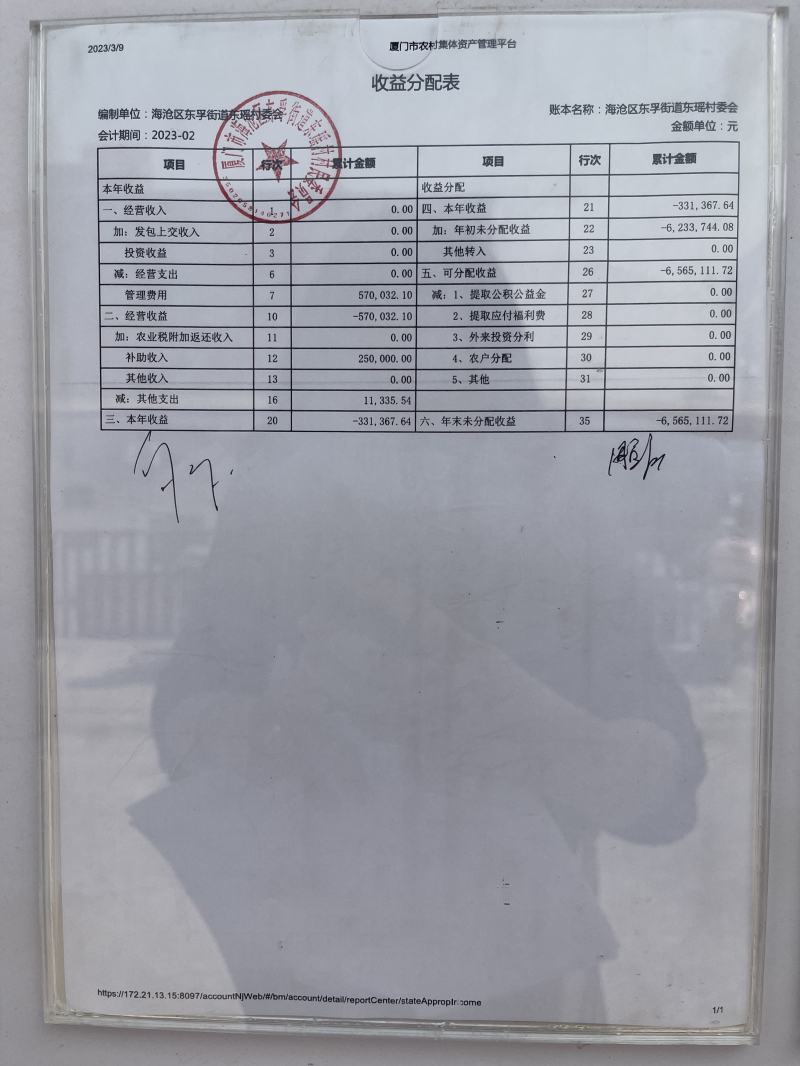 2023/3/9 厦门市农村集体资产管理平台
收益分配表
编制单位：海沧区东孚街道东瑶村委会 账本名称：海沧区东孚街道东瑶村委会
会计期间：2023-02 金额单位：元
项目 行次 累计金额 项目 行次 累计金额
本年收益 收益分配
一、经营收入 1 0.00 四、本年收益 21 -331,367.64
加：发包上交收入 2 0.00 加：年初未分配收益 22 -6,233,744.08
投资收益 3 0.00 其他转入 23 0.00
减：经营支出 6 0.00 五、可分配收益 26 -6,565,111.72
管理费用 7 570,032.10 减：1、提取公积公益金 27 0.00
二、经营收益 10 -570,032.10 2、提取应付福利费 28 0.00
加：农业税附加返还收入 11 0.00 3、外来投资分利 29 0.00
补助收入 12 250,000.00 4、农户分配 30 0.00
其他收入 13 0.00 5、其他 31 0.00
减：其他支出 16 11,335.54
三、本年收益 20 -331,367.64 六、年末未分配收益 35 -6,565,111.72
https://172.21.13.15:8097/accountNjWeb/#/bm/account/detail/reportCenter/stateAppropIncome
1/1